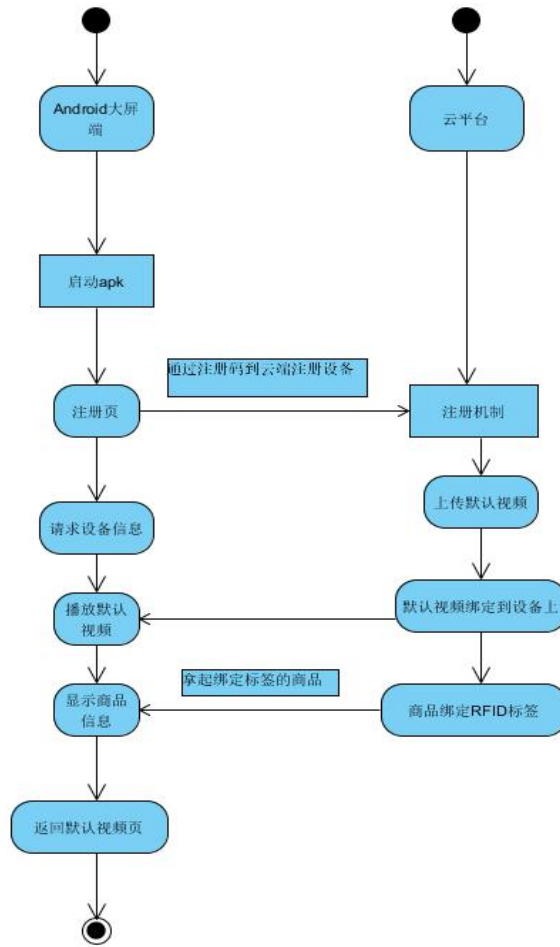 Android大屏
端
云平台
启动apk
通过注册码到云端注册设备
注册页
注册机制
上传默认视频
请求设备信息
播放默认
视频
默认视频绑定到设备上
拿起绑定标签的商品
显示商品
信息
商品绑定RFID标签
返回默认视频页